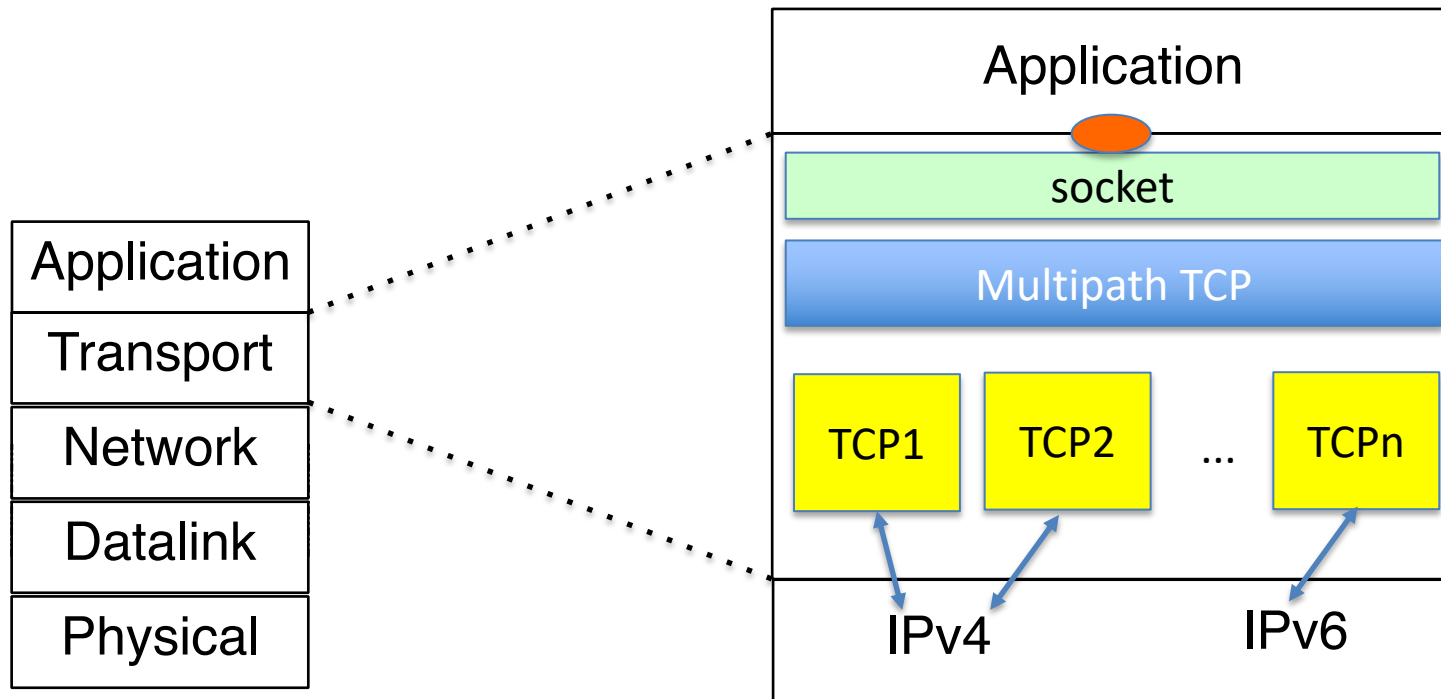 Application
Transport
Network
Datalink
Physical
Application
socket
Multipath TCP
TCP1 TCP2 ... TCPn
IPv4 IPv6